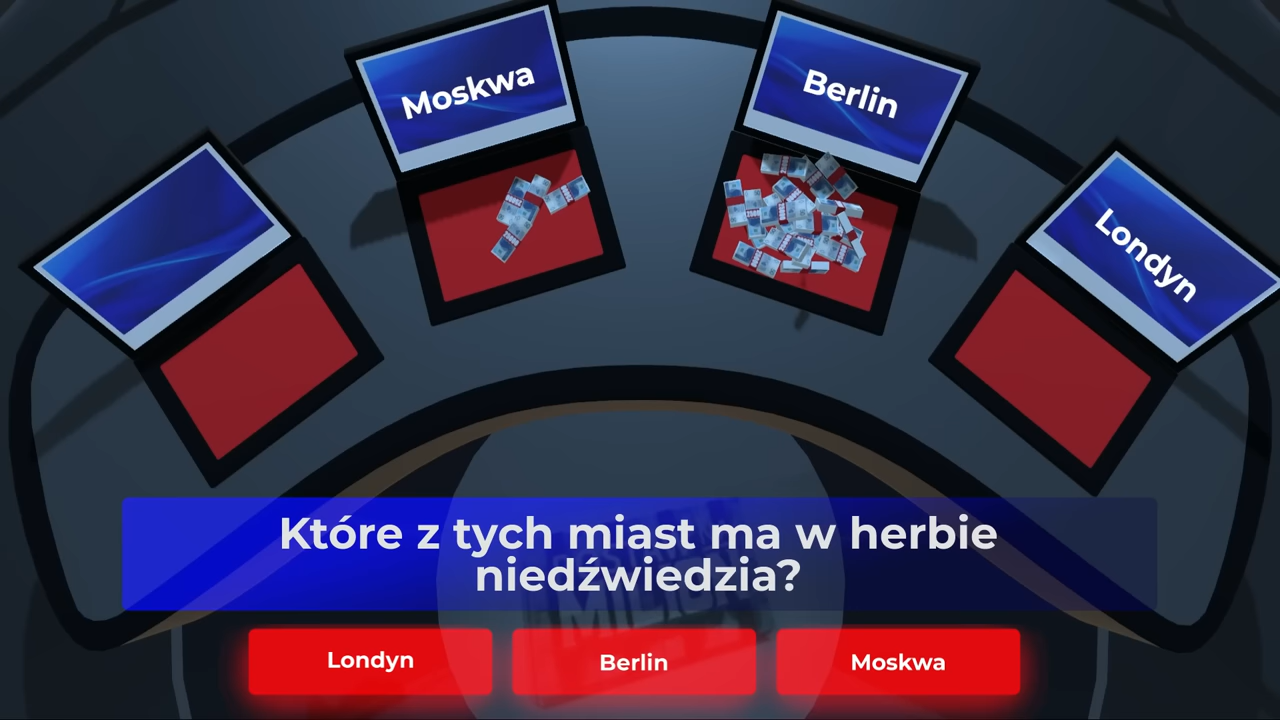 Moskwa
Berlin
Londyn
Które z tych miast ma w herbie
niedźwiedzia?
Londyn
Berlin
Moskwa